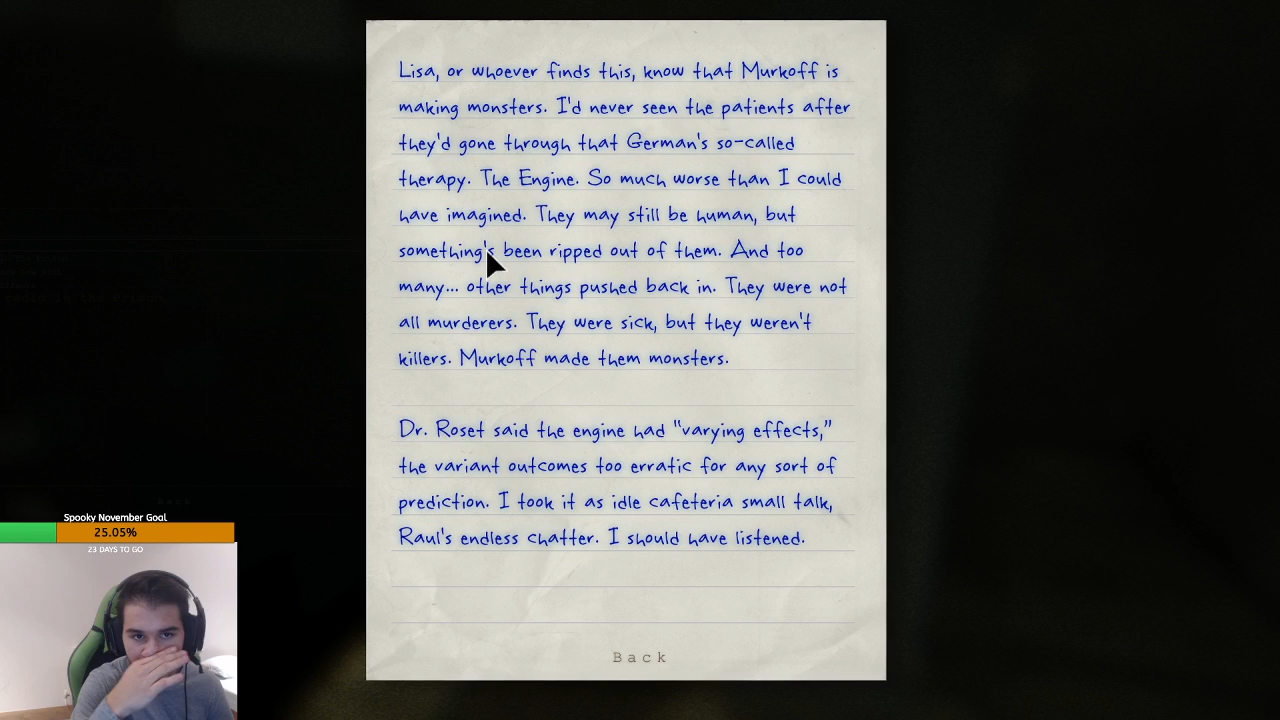 Lisa, or whoever finds this, know that Murkoff is
making monsters. I'd never seen the patients after
they'd gone through that German's so-called
therapy. The Engine. So much worse than I could
have imagined. They may still be human, but
something's been ripped out of them. And too
many... other things pushed back in. They were not
all murderers. They were sick, but they weren't
killers. Murkoff made them monsters.
Dr. Roset said the engine had "varying effects,"
the variant outcomes too erratic for any sort of
prediction. I took it as idle cafeteria small talk,
Raul's endless chatter. I should have listened.
Back
Spooky November Goal
25.05%
23 DAYS TO GO